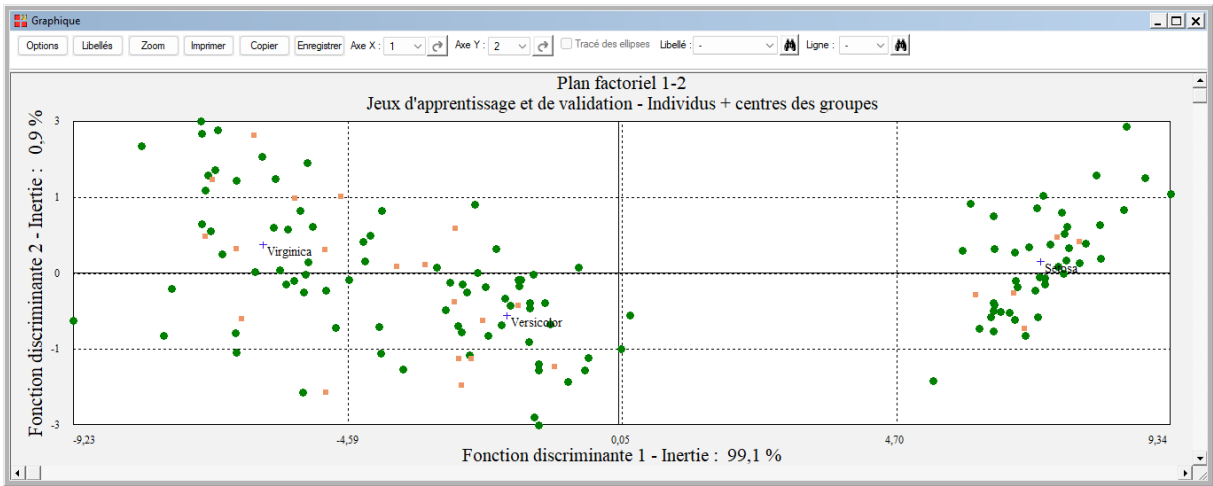 Graphique
Options Libellés Zoom Imprimer Copier Enregistrer Axe X : 1 Axe Y : 2 Tracé des ellipses Libellé : - Ligne : -
Plan factoriel 1-2
Jeux d'apprentissage et de validation - Individus + centres des groupes
Fonction discriminante 2 - Inertie : 0,9 %
3
1
Virginica
Setosa
0
Versicolor
-1
-3
-9,23 -4,59 0,05 4,70 9,34
Fonction discriminante 1 - Inertie : 99,1 %